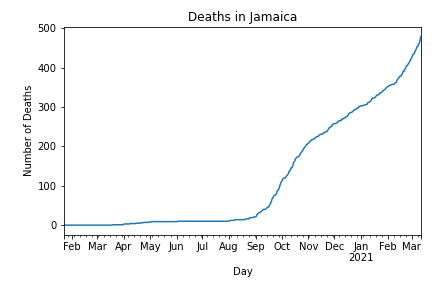 Deaths in Jamaica
500
400
300
200
100
0
Number of Deaths
Feb Mar Apr May Jun Jul Aug Sep Oct Nov Dec Jan Feb Mar
2021
Day